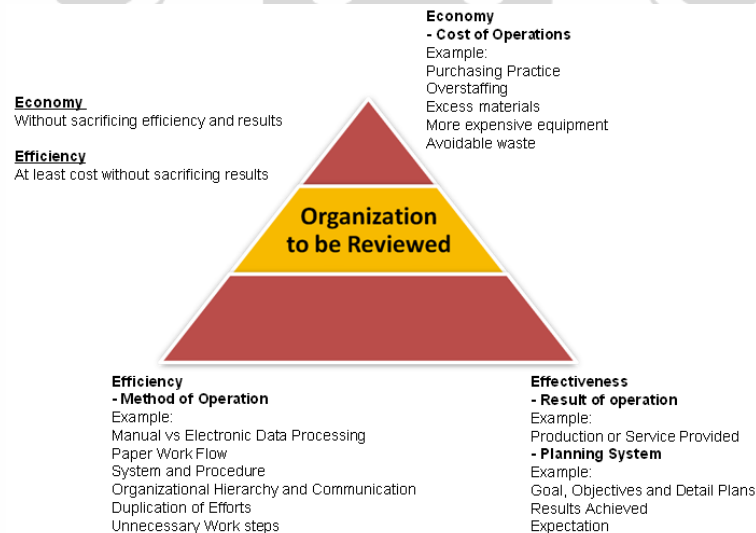 Economy
- Cost of Operations
Example:
Purchasing Practice
Overstaffing
Excess materials
More expensive equipment
Avoidable waste
Economy
Without sacrificing efficiency and results
Efficiency
At least cost without sacrificing results
Organization
to be Reviewed
Efficiency
- Method of Operation
Example:
Manual vs Electronic Data Processing
Paper Work Flow
System and Procedure
Organizational Hierarchy and Communication
Duplication of Efforts
Unnecessary Work steps
Effectiveness
- Result of operation
Example:
Production or Service Provided
- Planning System
Example:
Goal, Objectives and Detail Plans
Results Achieved
Expectation